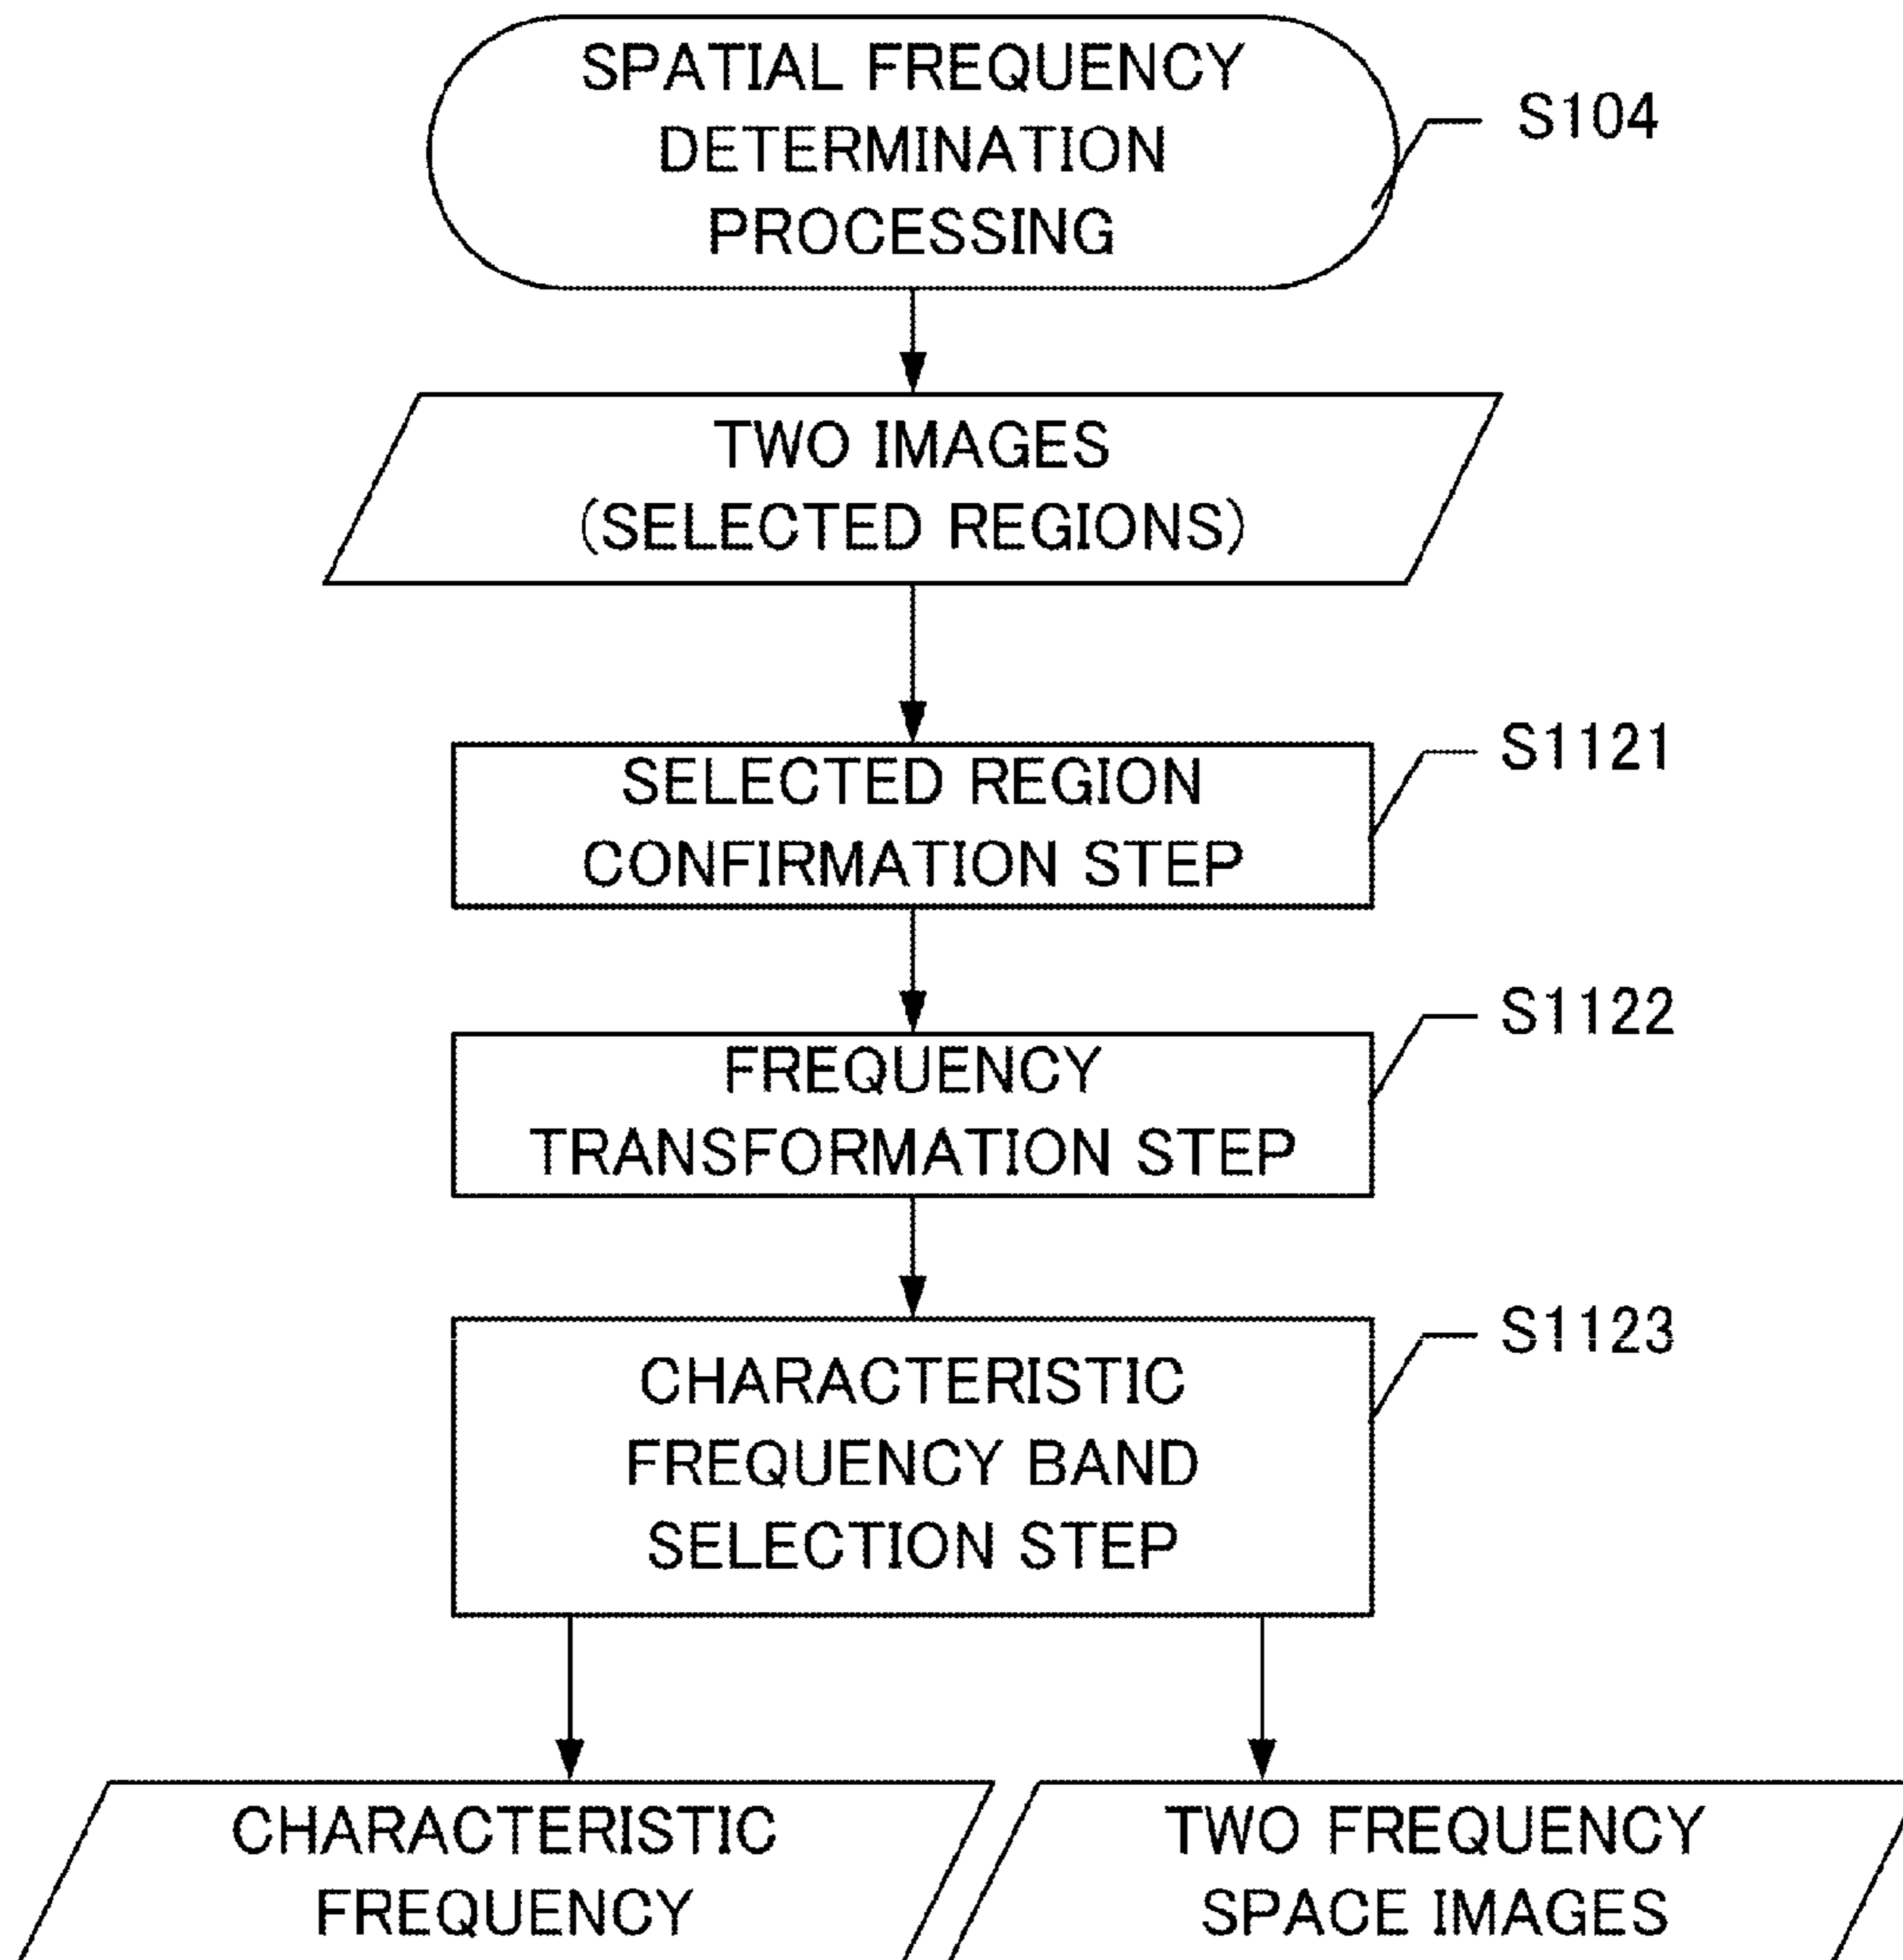 SPATIAL FREQUENCY
DETERMINATION
PROCESSING
S104
TWO IMAGES
(SELECTED REGIONS)
S1121
SELECTED REGION
CONFIRMATION STEP
S1122
FREQUENCY
TRANSFORMATION STEP
S1123
CHARACTERISTIC
FREQUENCY BAND
SELECTION STEP
CHARACTERISTIC
FREQUENCY
TWO FREQUENCY
SPACE IMAGES